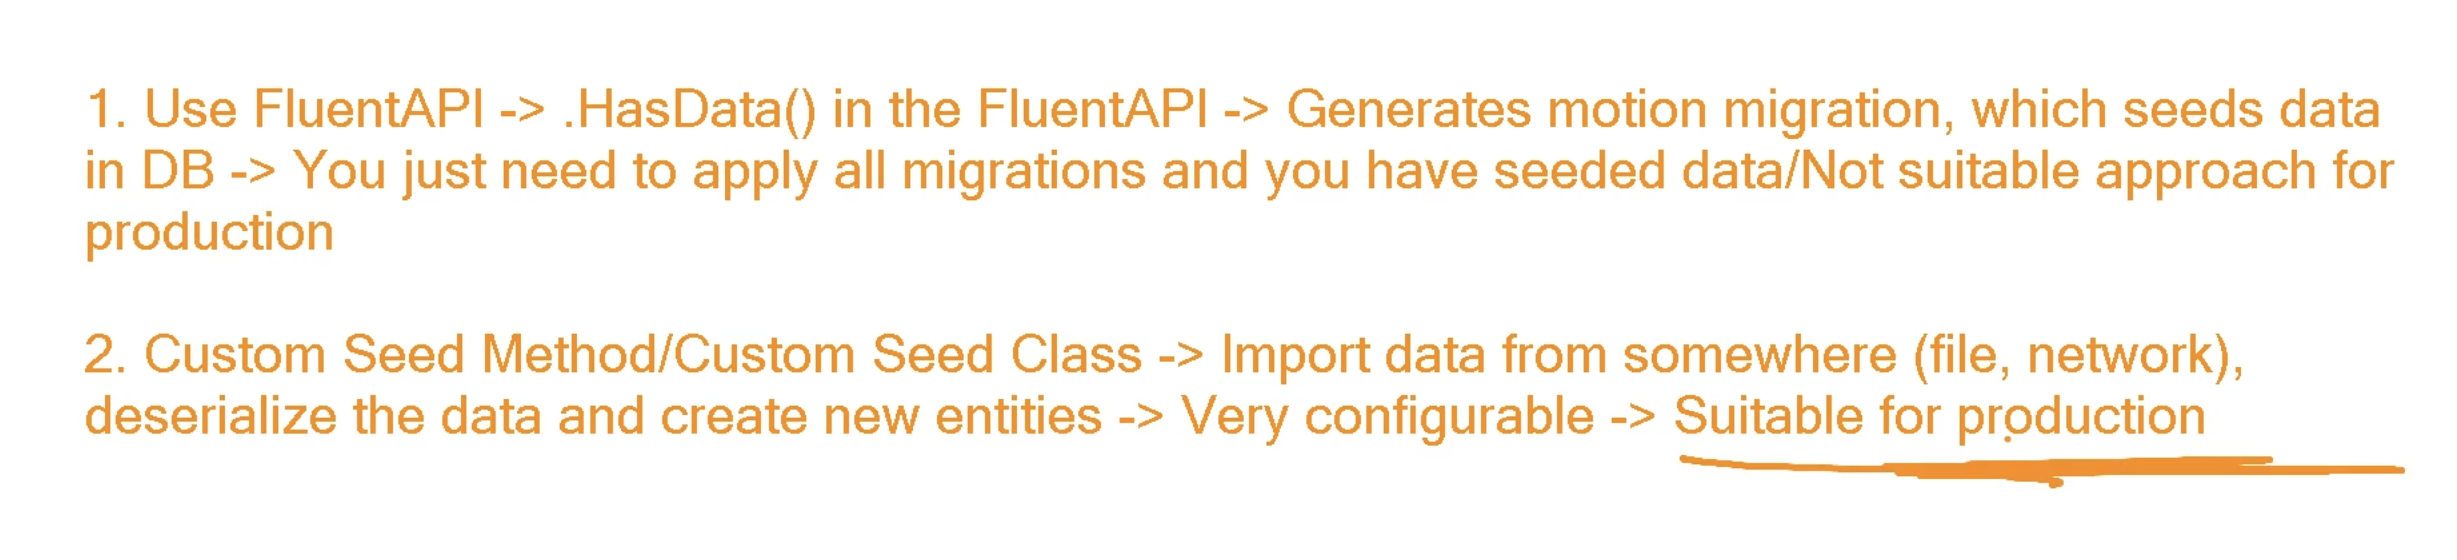 1. Use FluentAPI -> .HasData() in the FluentAPI -> Generates motion migration, which seeds data
in DB -> You just need to apply all migrations and you have seeded data/Not suitable approach for
production
2. Custom Seed Method/Custom Seed Class -> Import data from somewhere (file, network),
deserialize the data and create new entities -> Very configurable -> Suitable for production